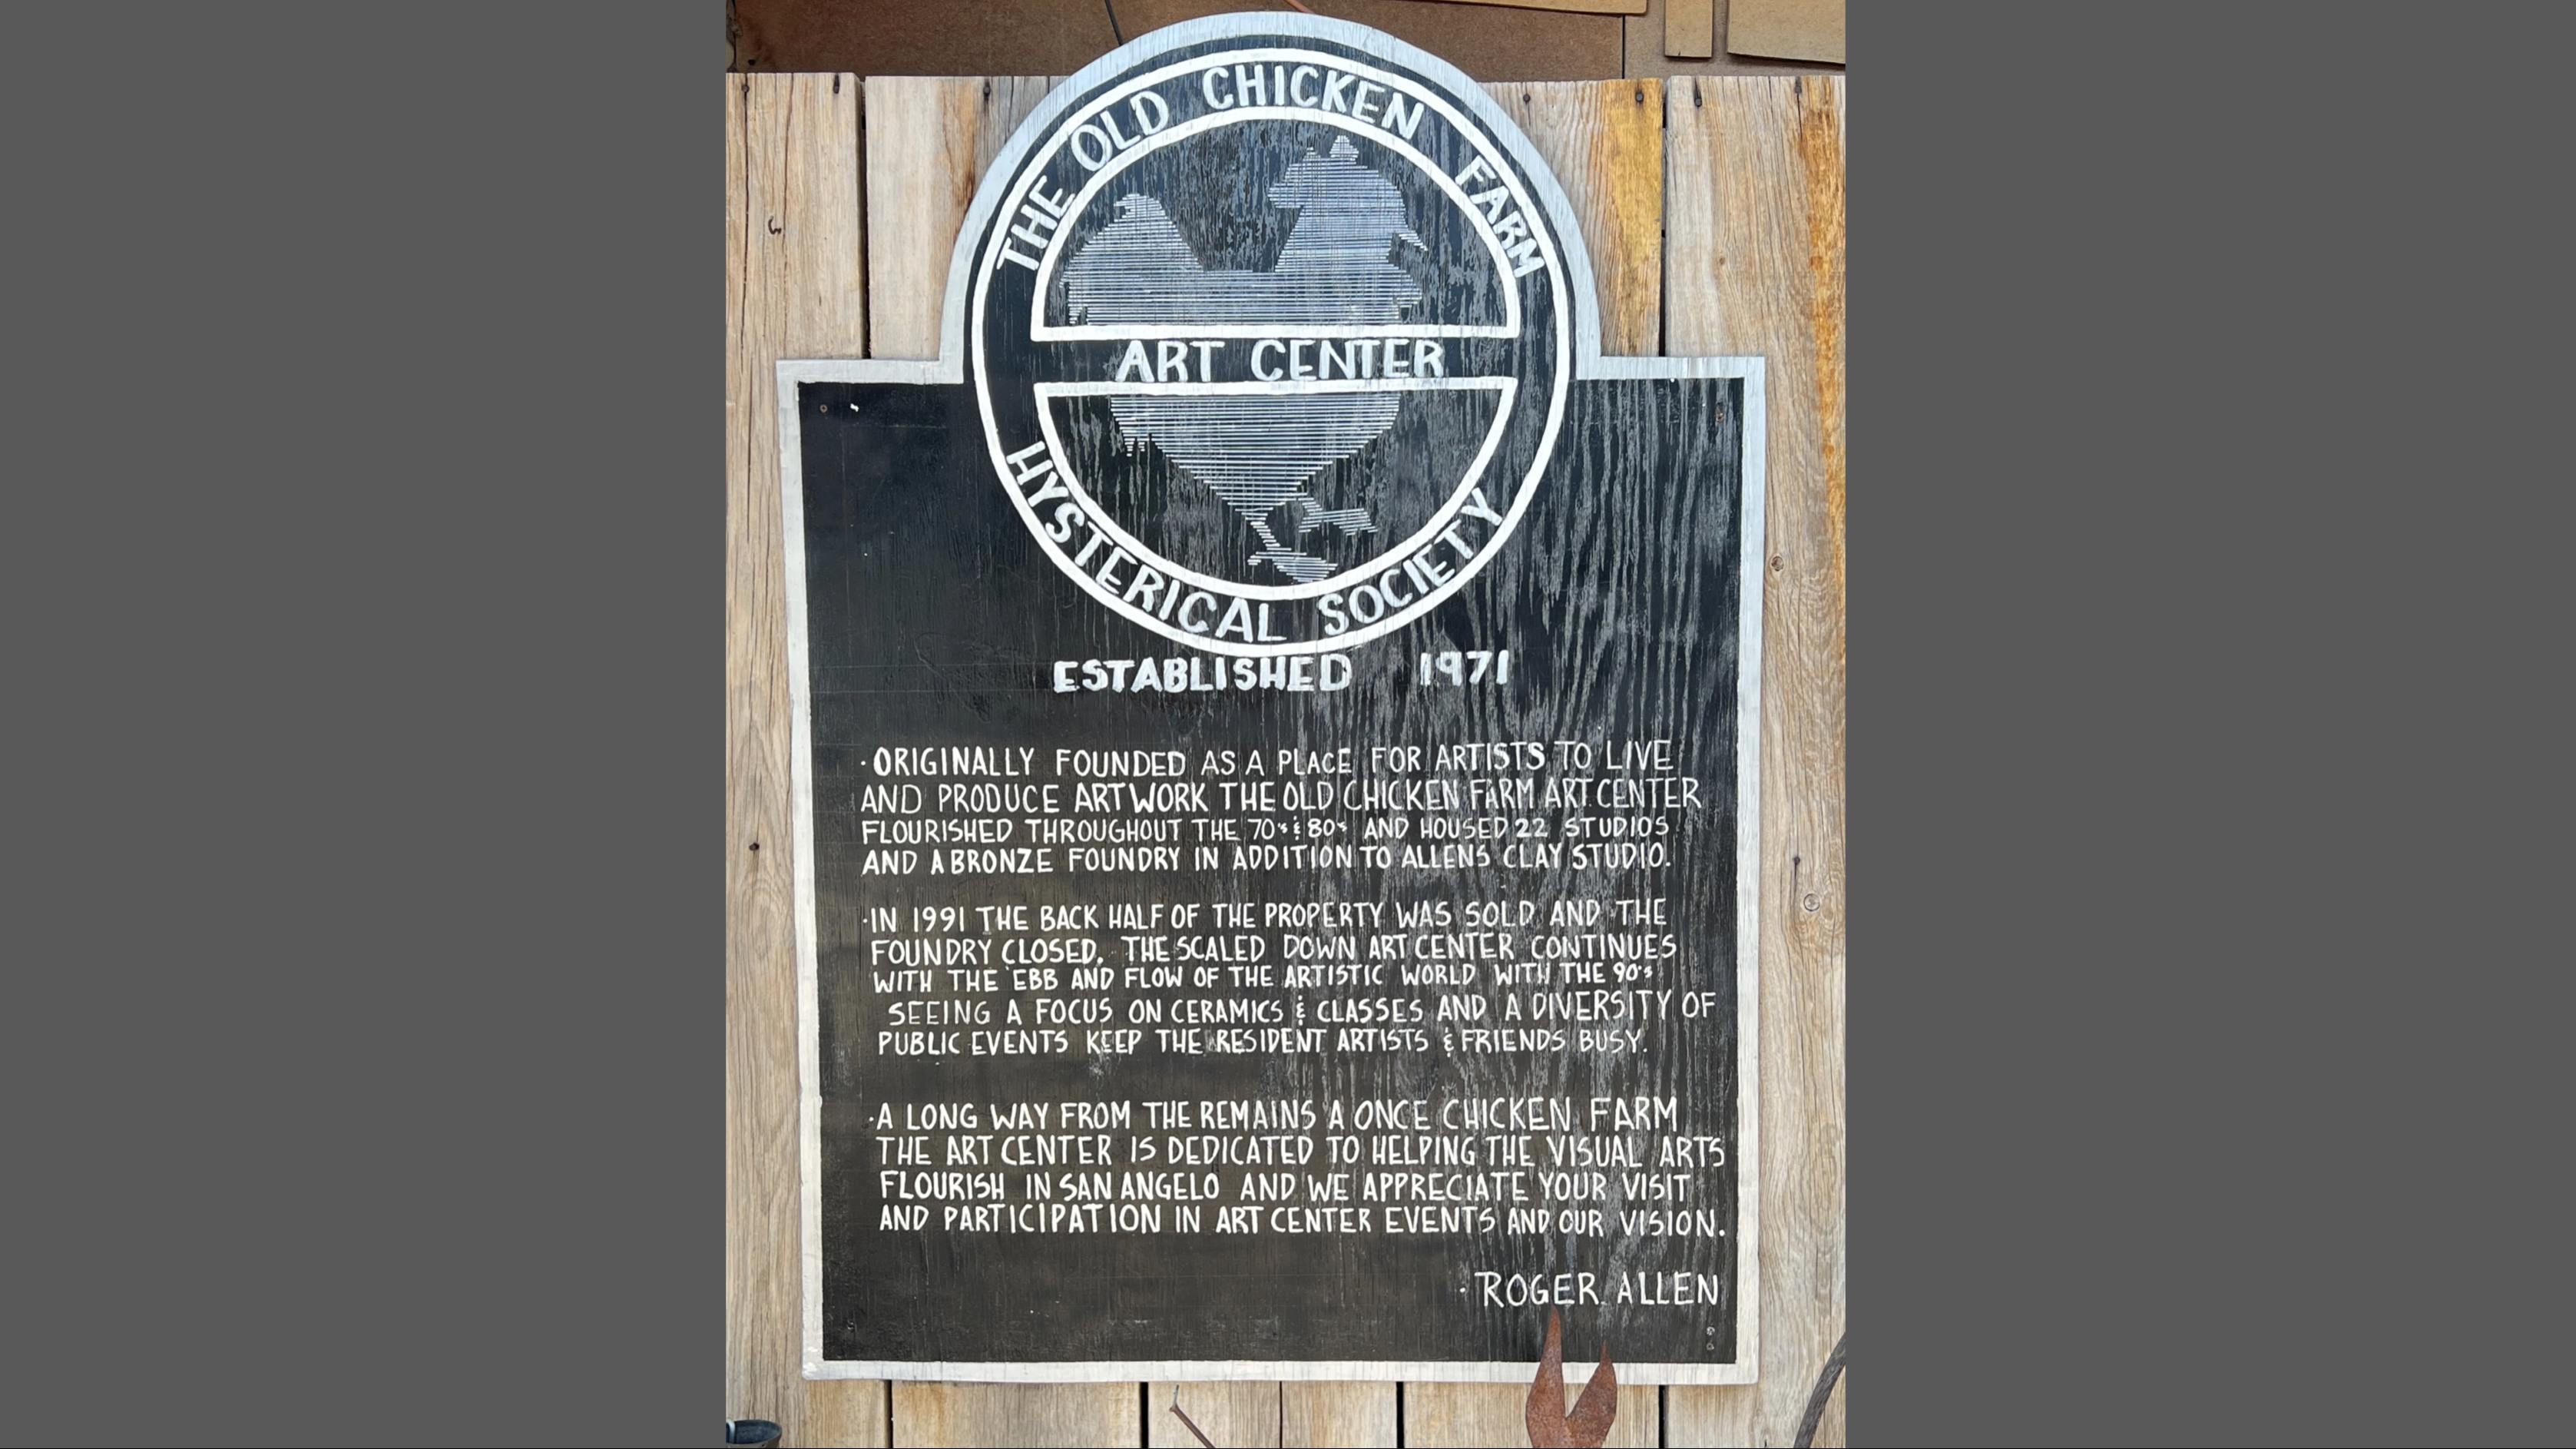 THE OLD CHICKEN FARM
ART CENTER
HYSTERICAL SOCIETY
ESTABLISHED 1971
· ORIGINALLY FOUNDED AS A PLACE FOR ARTISTS TO LIVE
AND PRODUCE ARTWORK THE OLD CHICKEN FARM ART CENTER
FLOURISHED THROUGHOUT THE 70's & 80s AND HOUSED 22 STUDIOS
AND A BRONZE FOUNDRY IN ADDITION TO ALLENS CLAY STUDIO.
· IN 1991 THE BACK HALF OF THE PROPERTY WAS SOLD AND THE
FOUNDRY CLOSED. THE SCALED DOWN ART CENTER CONTINUES
WITH THE EBB AND FLOW OF THE ARTISTIC WORLD WITH THE 90's
SEEING A FOCUS ON CERAMICS & CLASSES AND A DIVERSITY OF
PUBLIC EVENTS KEEP THE RESIDENT ARTISTS & FRIENDS BUSY.
· A LONG WAY FROM THE REMAINS A ONCE CHICKEN FARM
THE ART CENTER IS DEDICATED TO HELPING THE VISUAL ARTS
FLOURISH IN SAN ANGELO AND WE APPRECIATE YOUR VISIT
AND PARTICIPATION IN ART CENTER EVENTS AND OUR VISION.
· ROGER ALLEN